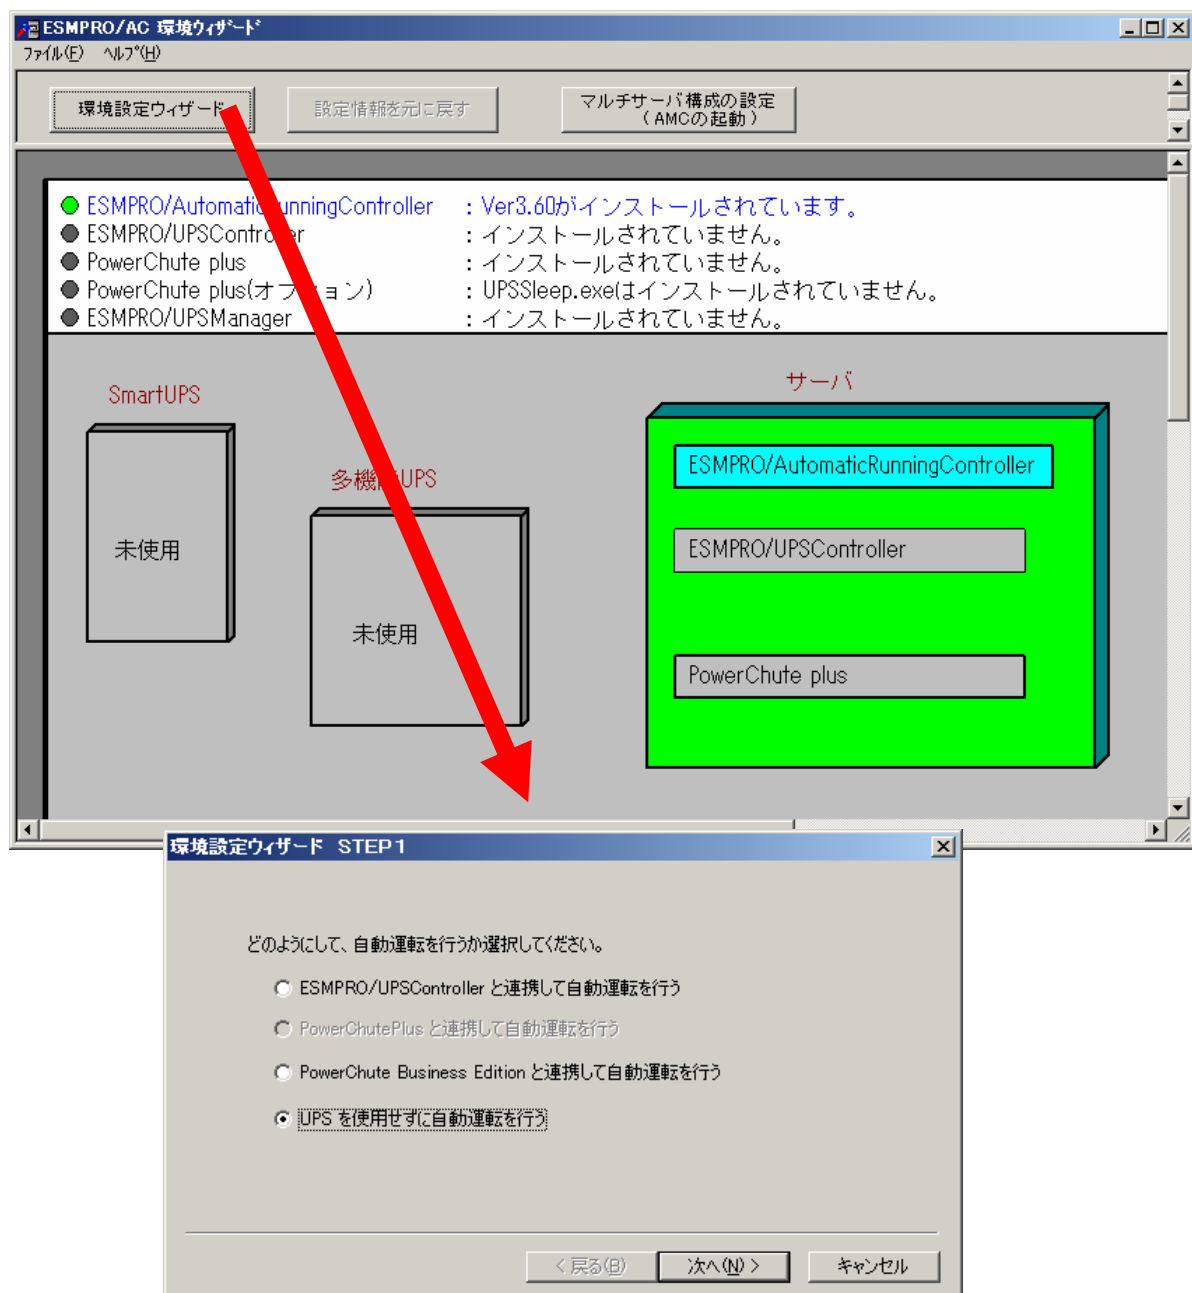 ESMPRO/AC 環境ウィザード
ファイル(F) ヘルプ(H)
環境設定ウィザード 設定情報を元に戻す マルチサーバ構成の設定
(AMCの起動)
ESMPRO/AutomaticRunningController : Ver3.60がインストールされています。
ESMPRO/UPSController : インストールされていません。
PowerChute plus : インストールされていません。
PowerChute plus(オプション) : UPSSleep.exeはインストールされていません。
ESMPRO/UPSManager : インストールされていません。
サーバ
SmartUPS
ESMPRO/AutomaticRunningController
多機能UPS
未使用
ESMPRO/UPSController
未使用
PowerChute plus
環境設定ウィザード STEP1
どのようにして、自動運転を行うか選択してください。
ESMPRO/UPSController と連携して自動運転を行う
PowerChutePlus と連携して自動運転を行う
PowerChute Business Edition と連携して自動運転を行う
UPS を使用せずに自動運転を行う
< 戻る(B) 次へ(N) > キャンセル